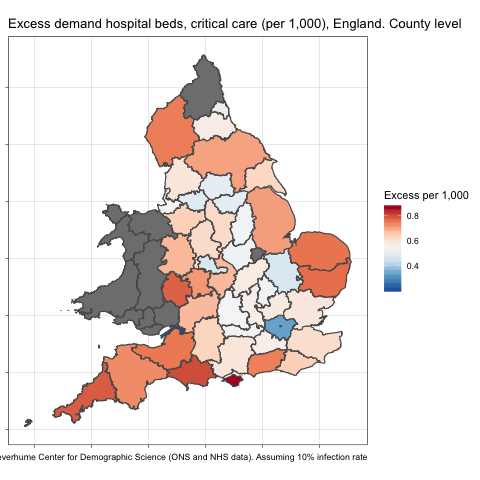 Excess demand hospital beds, critical care (per 1,000), England. County level
Excess per 1,000
0.8
0.6
0.4
everhume Center for Demographic Science (ONS and NHS data). Assuming 10% infection rate